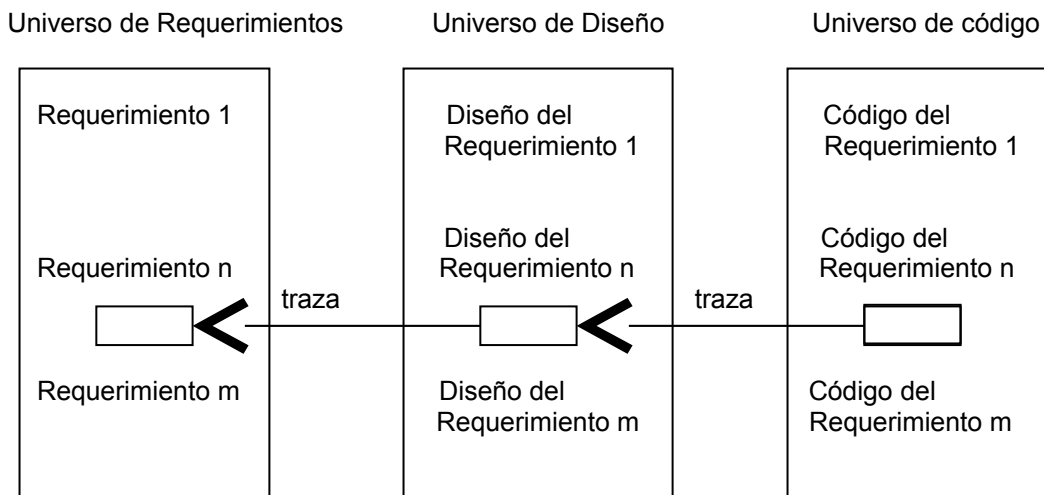 Universo de Requerimientos
Universo de Diseño
Universo de código
Requerimiento 1
Diseño del
Requerimiento 1
Código del
Requerimiento 1
Requerimiento n
Diseño del
Requerimiento n
Código del
Requerimiento n
traza
traza
Requerimiento m
Diseño del
Requerimiento m
Código del
Requerimiento m